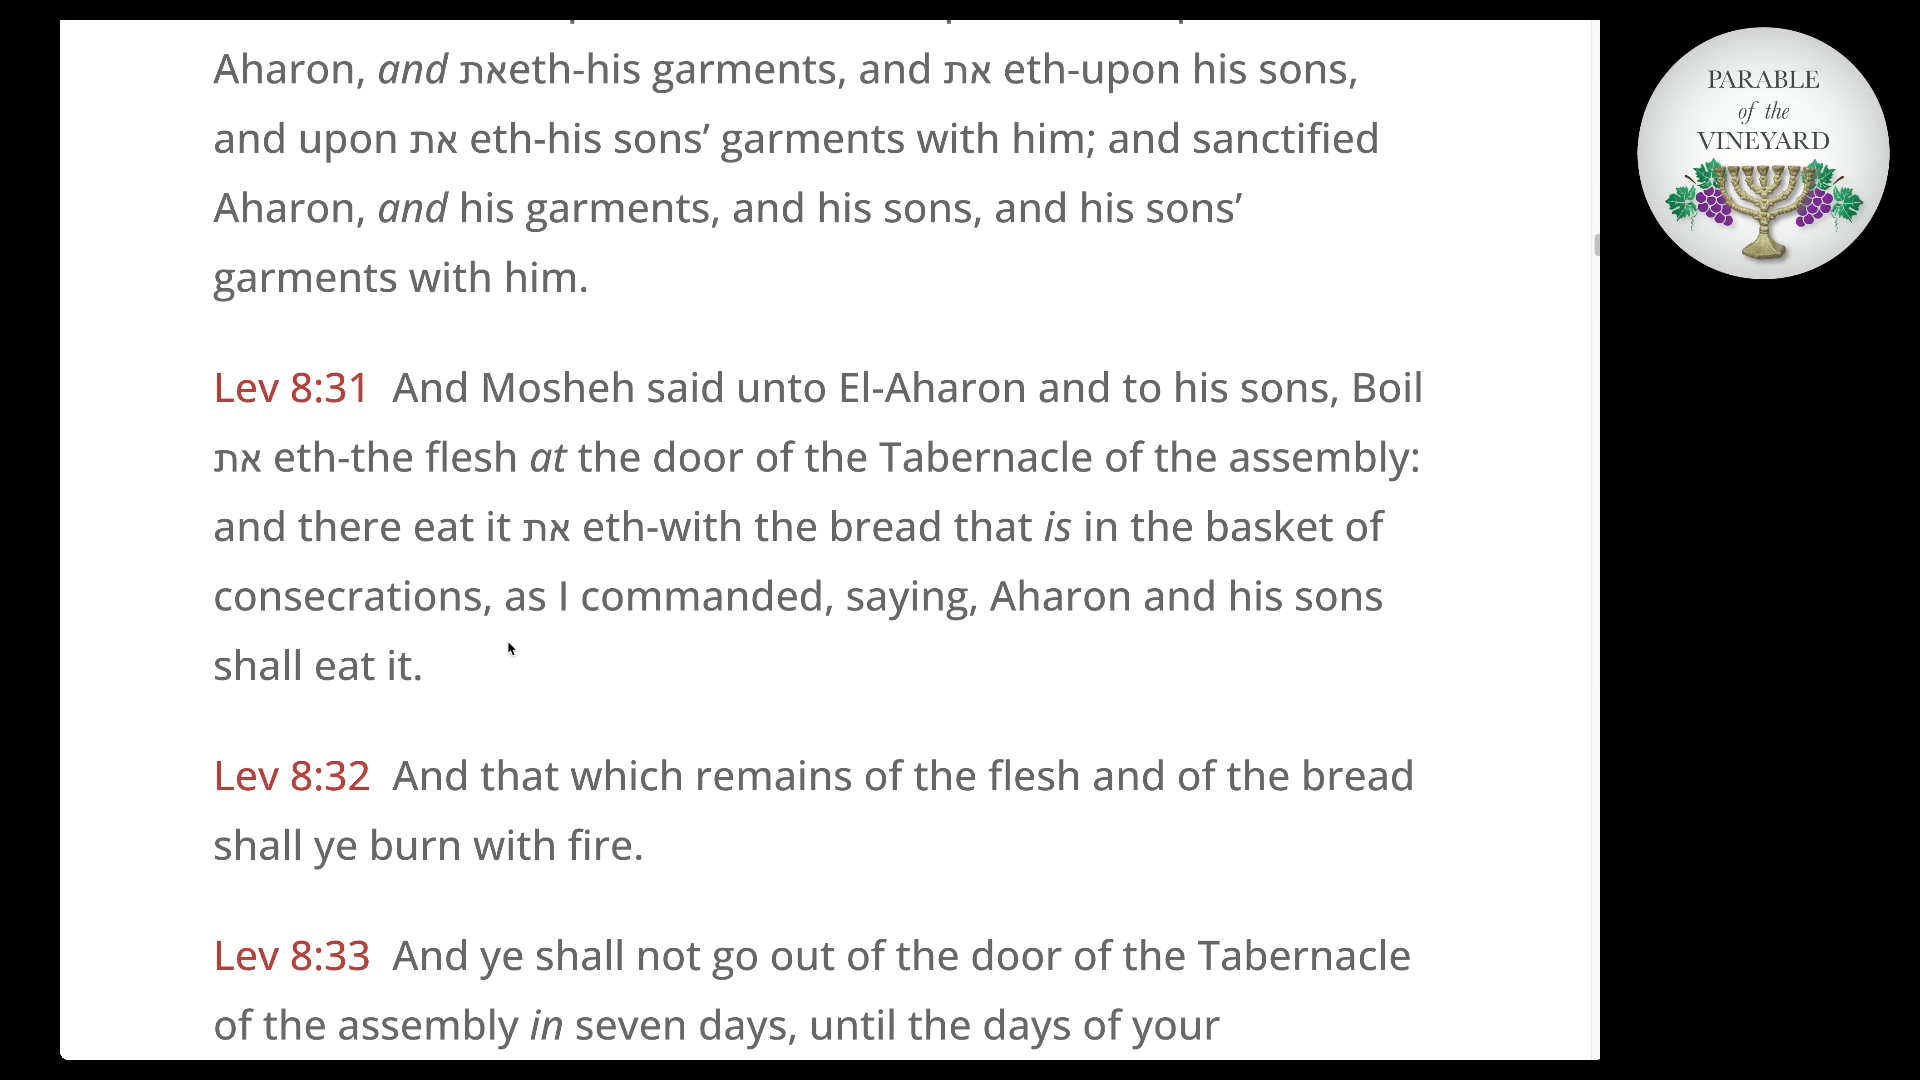 Aharon, and אתeth-his garments, and את eth-upon his sons,
and upon את eth-his sons’ garments with him; and sanctified
Aharon, and his garments, and his sons, and his sons’
garments with him.
Lev 8:31 And Mosheh said unto El-Aharon and to his sons, Boil
את eth-the flesh at the door of the Tabernacle of the assembly:
and there eat it את eth-with the bread that is in the basket of
consecrations, as I commanded, saying, Aharon and his sons
shall eat it.
Lev 8:32 And that which remains of the flesh and of the bread
shall ye burn with fire.
Lev 8:33 And ye shall not go out of the door of the Tabernacle
of the assembly in seven days, until the days of your
PARABLE
of the
VINEYARD